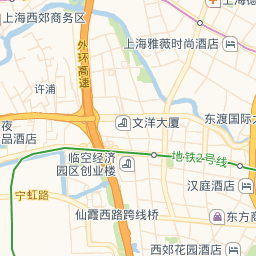 上海西郊商务区
上海
上海雅薇时尚酒店
外环高速
许浦
文洋大厦
东渡国际
夜
品酒店
临空经济
园区创业楼
地铁2号线
汉庭酒店
宁虹路
仙霞西路跨线桥
东方商
西郊花园酒店